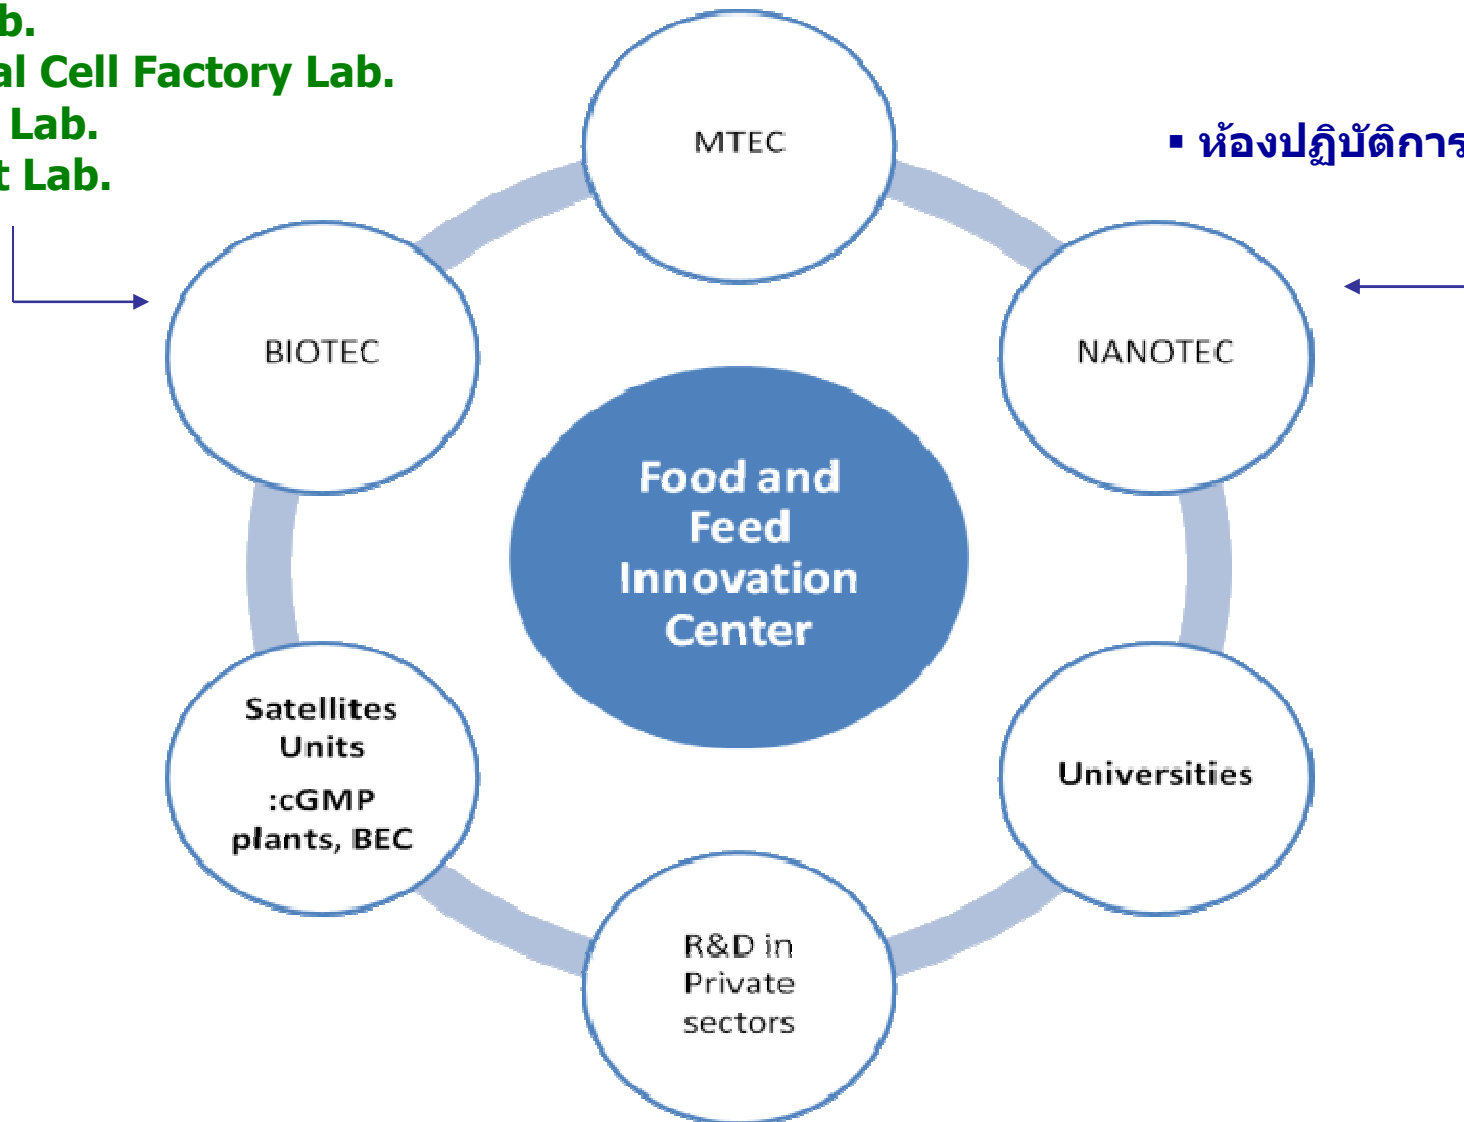 b.
al Cell Factory Lab.
Lab.
t Lab.
MTEC
▪ ห้องปฏิบัติการ
BIOTEC
NANOTEC
Food and
Feed
Innovation
Center
Satellites
Units
:cGMP
plants, BEC
Universities
R&D in
Private
sectors